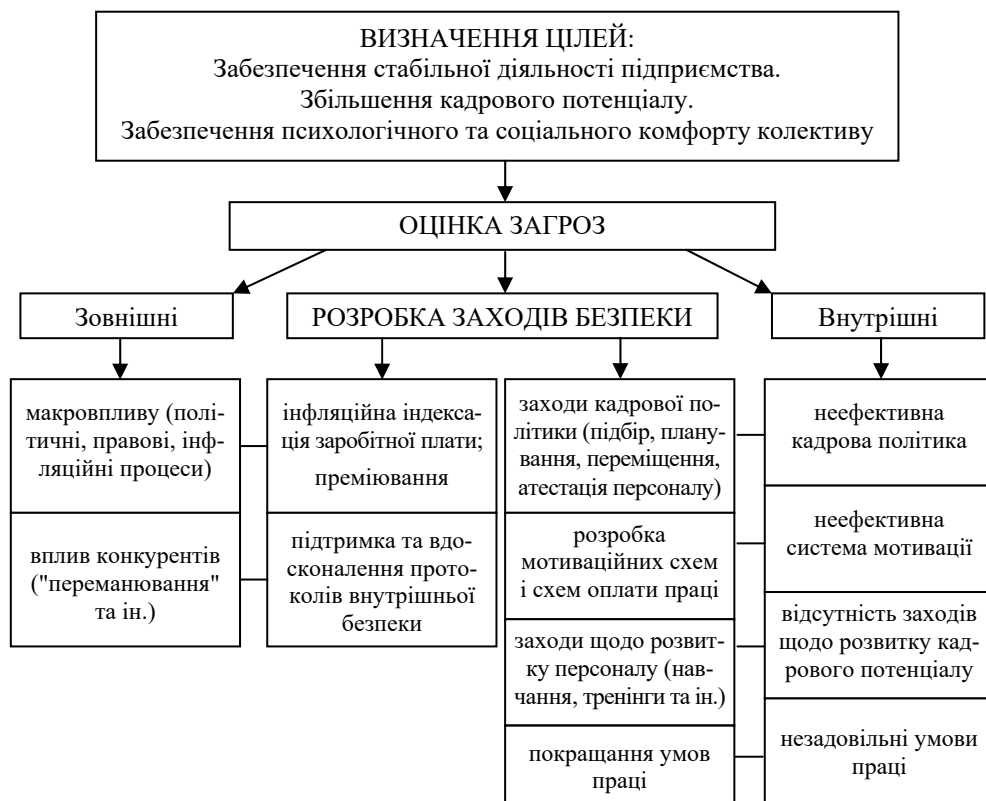 ВИЗНАЧЕННЯ ЦІЛЕЙ:
Забезпечення стабільної діяльності підприємства.
Збільшення кадрового потенціалу.
Забезпечення психологічного та соціального комфорту колективу
ОЦІНКА ЗАГРОЗ
Зовнішні
РОЗРОБКА ЗАХОДІВ БЕЗПЕКИ
Внутрішні
макровпливу (полі-
тичні, правові, інф-
ляційні процеси)
вплив конкурентів
("переманювання"
та ін.)
інфляційна індекса-
ція заробітної плати;
преміювання
підтримка та вдо-
сконалення прото-
колів внутрішньої
безпеки
заходи кадрової по-
літики (підбір, плану-
вання, переміщення,
атестація персоналу)
розробка
мотиваційних схем
і схем оплати праці
заходи щодо розвит-
ку персоналу (нав-
чання, тренінги та ін.)
покращання умов
праці
неефективна
кадрова політика
неефективна
система мотивації
відсутність заходів
щодо розвитку кад-
рового потенціалу
незадовільні умови
праці